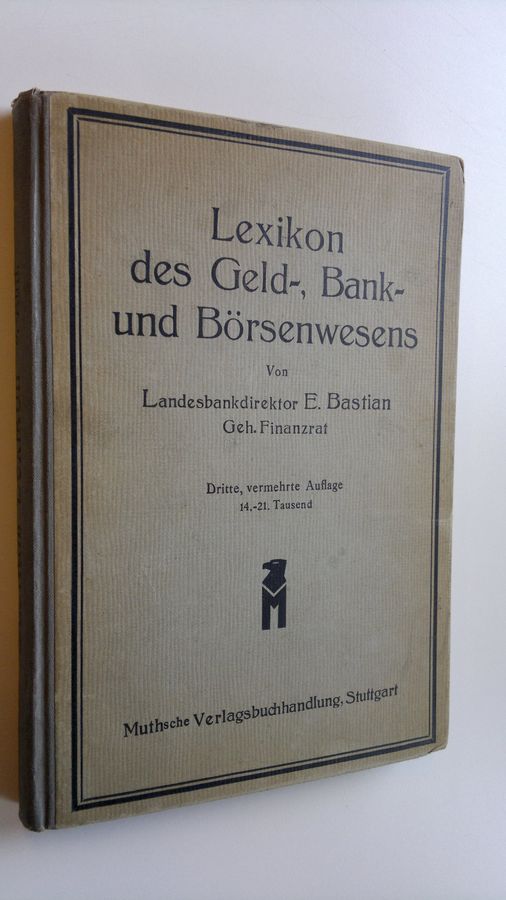 Lexikon
des Geld-, Bank-
und Börsenwesens
Von
Landesbankdirektor E. Bastian
Geh. Finanzrat
Dritte, vermehrte Auflage
14.-21. Tausend
M
Muthsche Verlagsbuchhandlung, Stuttgart